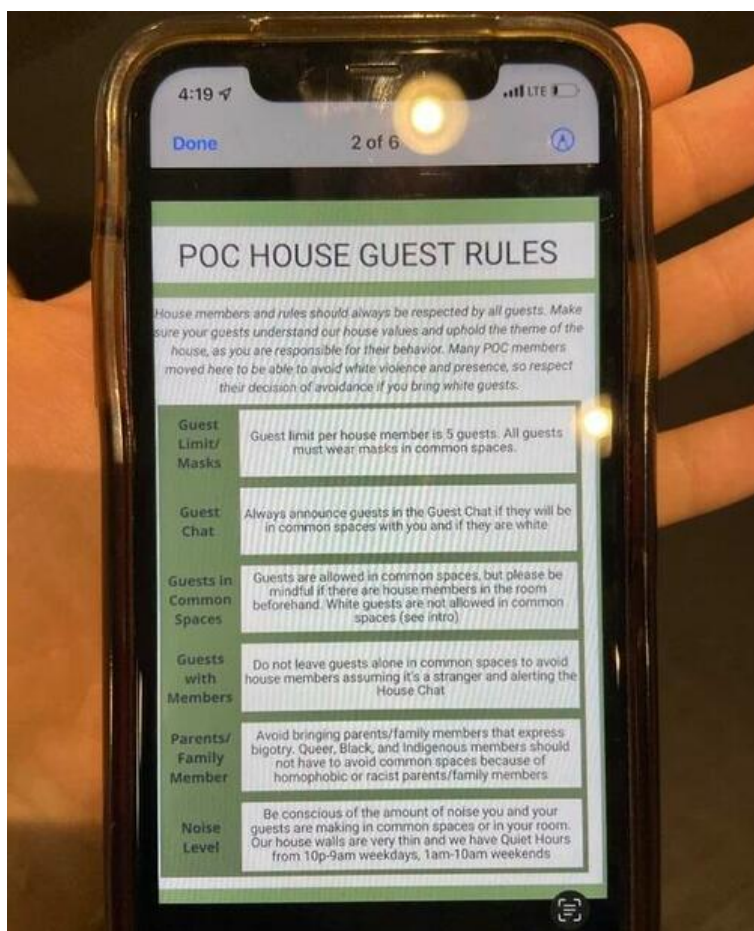 4:19
LTE
Done
2 of 6
POC HOUSE GUEST RULES
House members and rules should always be respected by all guests. Make
sure your guests understand our house values and uphold the theme of the
house, as you are responsible for their behavior. Many POC members
moved here to be able to avoid white violence and presence, so respect
their decision of avoidance if you bring white guests.
Guest
Limit/
Masks
Guest limit per house member is 5 guests. All guests
must wear masks in common spaces.
Guest
Chat
Always announce guests in the Guest Chat if they will be
in common spaces with you and if they are white
Guests in
Common
Spaces
Guests are allowed in common spaces, but please be
mindful if there are house members in the room
beforehand. White guests are not allowed in common
spaces (see intro)
Guests
with
Members
Do not leave guests alone in common spaces to avoid
house members assuming it's a stranger and alerting the
House Chat
Parents/
Family
Member
Avoid bringing parents/family members that express
bigotry. Queer, Black, and Indigenous members should
not have to avoid common spaces because of
homophobic or racist parents/family members
Noise
Level
Be conscious of the amount of noise you and your
guests are making in common spaces or in your room.
Our house walls are very thin and we have Quiet Hours
from 10p-9am weekdays, 1am-10am weekends